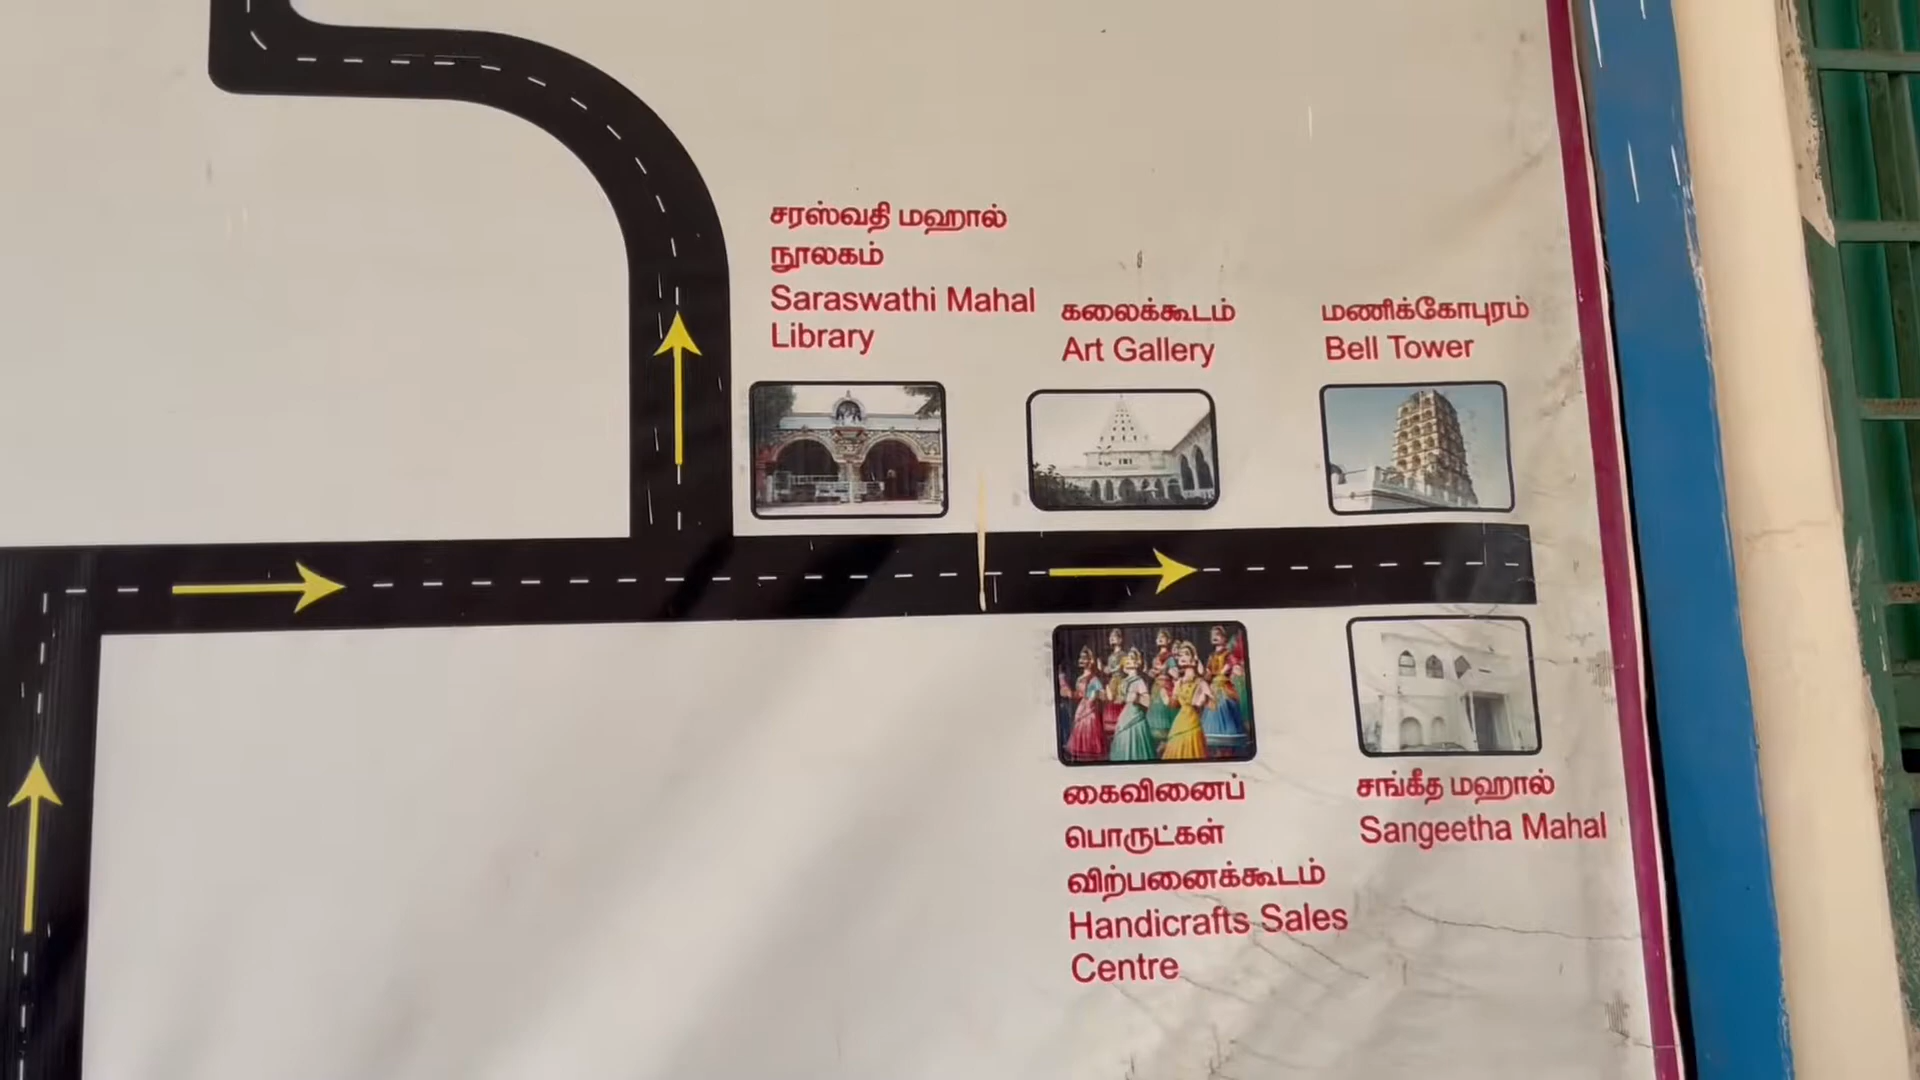 சரஸ்வதி மஹால்
நூலகம்
Saraswathi Mahal
Library
கலைக்கூடம்
Art Gallery
மணிக்கோபுரம்
Bell Tower
கைவினைப்
பொருட்கள்
விற்பனைக்கூடம்
Handicrafts Sales
Centre
சங்கீத மஹால்
Sangeetha Mahal